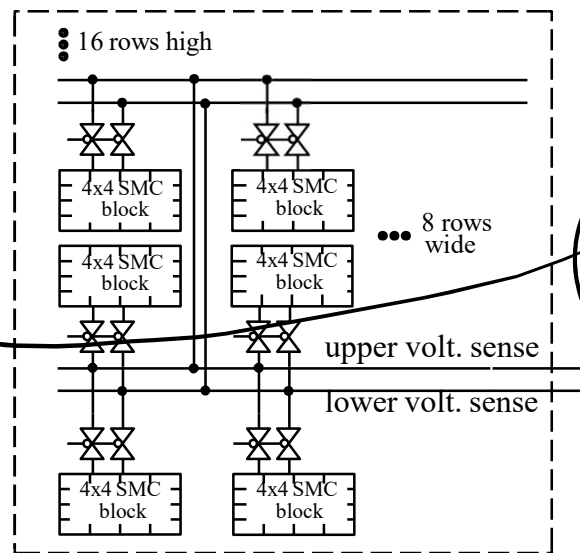 16 rows high
4x4 SMC
block
4x4 SMC
block
8 rows
wide
4x4 SMC
block
4x4 SMC
block
upper volt. sense
lower volt. sense
4x4 SMC
block
4x4 SMC
block